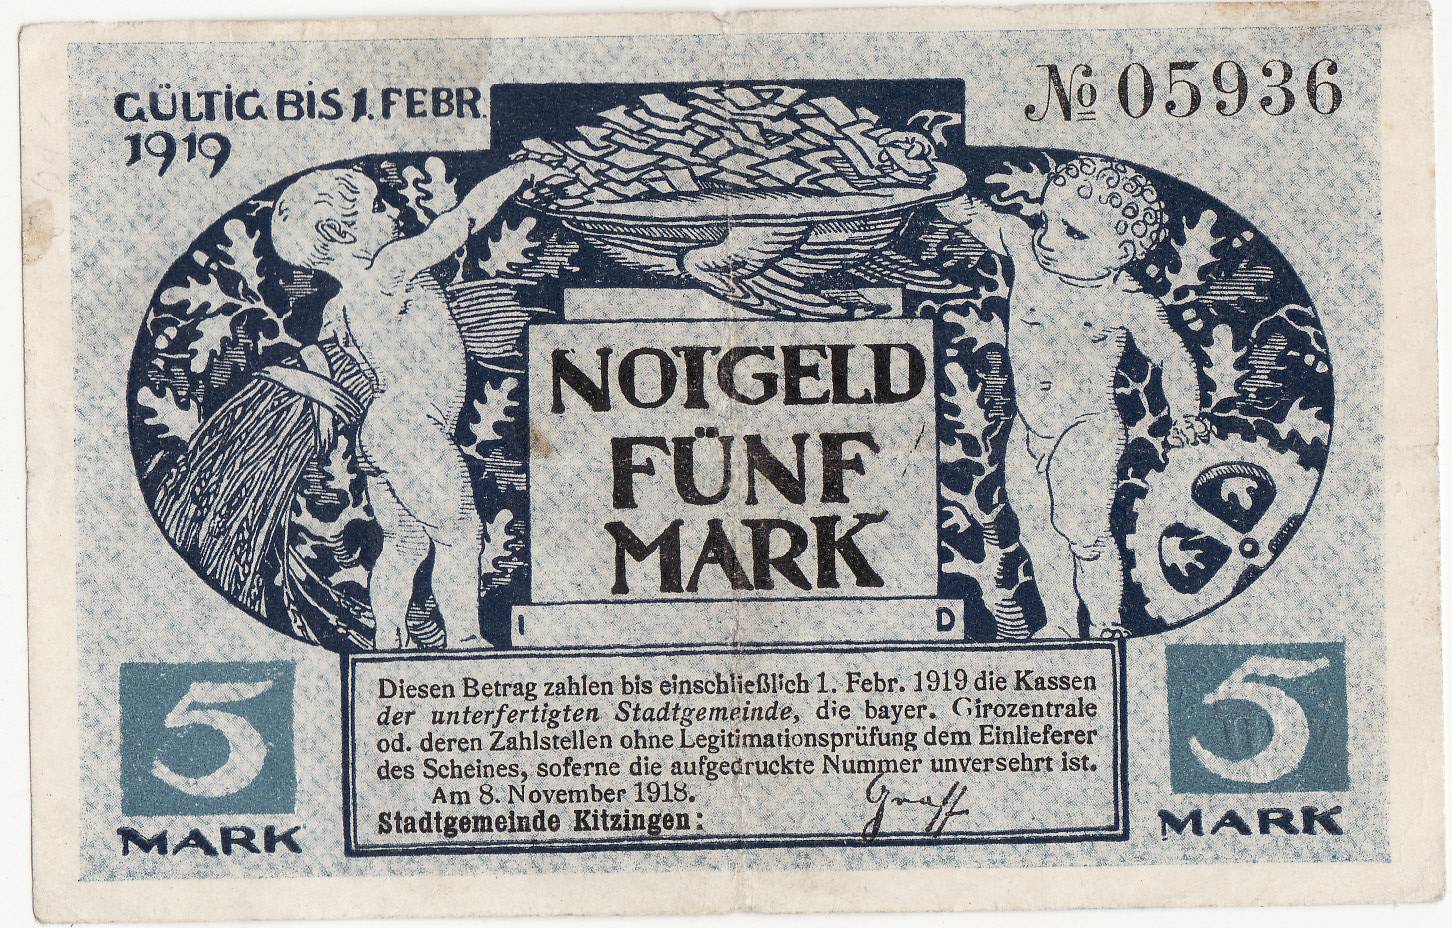 GÜLTIG BIS 1. FEBR.
1919
№ 05936
NOTGELD
FÜNF
MARK
I D
5
MARK
Diesen Betrag zahlen bis einschließlich 1. Febr. 1919 die Kassen
der unterfertigten Stadtgemeinde, die bayer. Girozentrale
od. deren Zahlstellen ohne Legitimationsprüfung dem Einlieferer
des Scheines, soferne die aufgedruckte Nummer unversehrt ist.
Am 8. November 1918.
Stadtgemeinde Kitzingen:
Graff
5
MARK